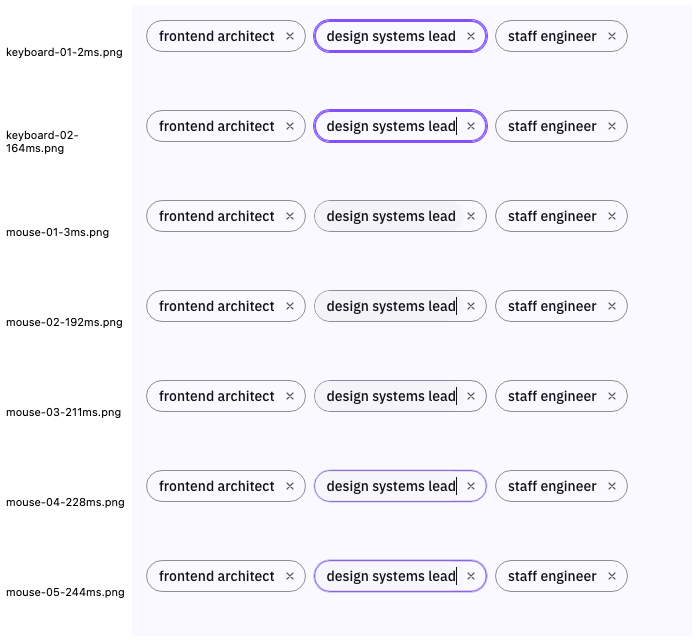 keyboard-01-2ms.png
frontend architect × design systems lead × staff engineer ×
keyboard-02-
164ms.png
frontend architect × design systems lead × staff engineer ×
mouse-01-3ms.png
frontend architect × design systems lead × staff engineer ×
mouse-02-192ms.png
frontend architect × design systems lead × staff engineer ×
mouse-03-211ms.png
frontend architect × design systems lead × staff engineer ×
mouse-04-228ms.png
frontend architect × design systems lead × staff engineer ×
mouse-05-244ms.png
frontend architect × design systems lead × staff engineer ×